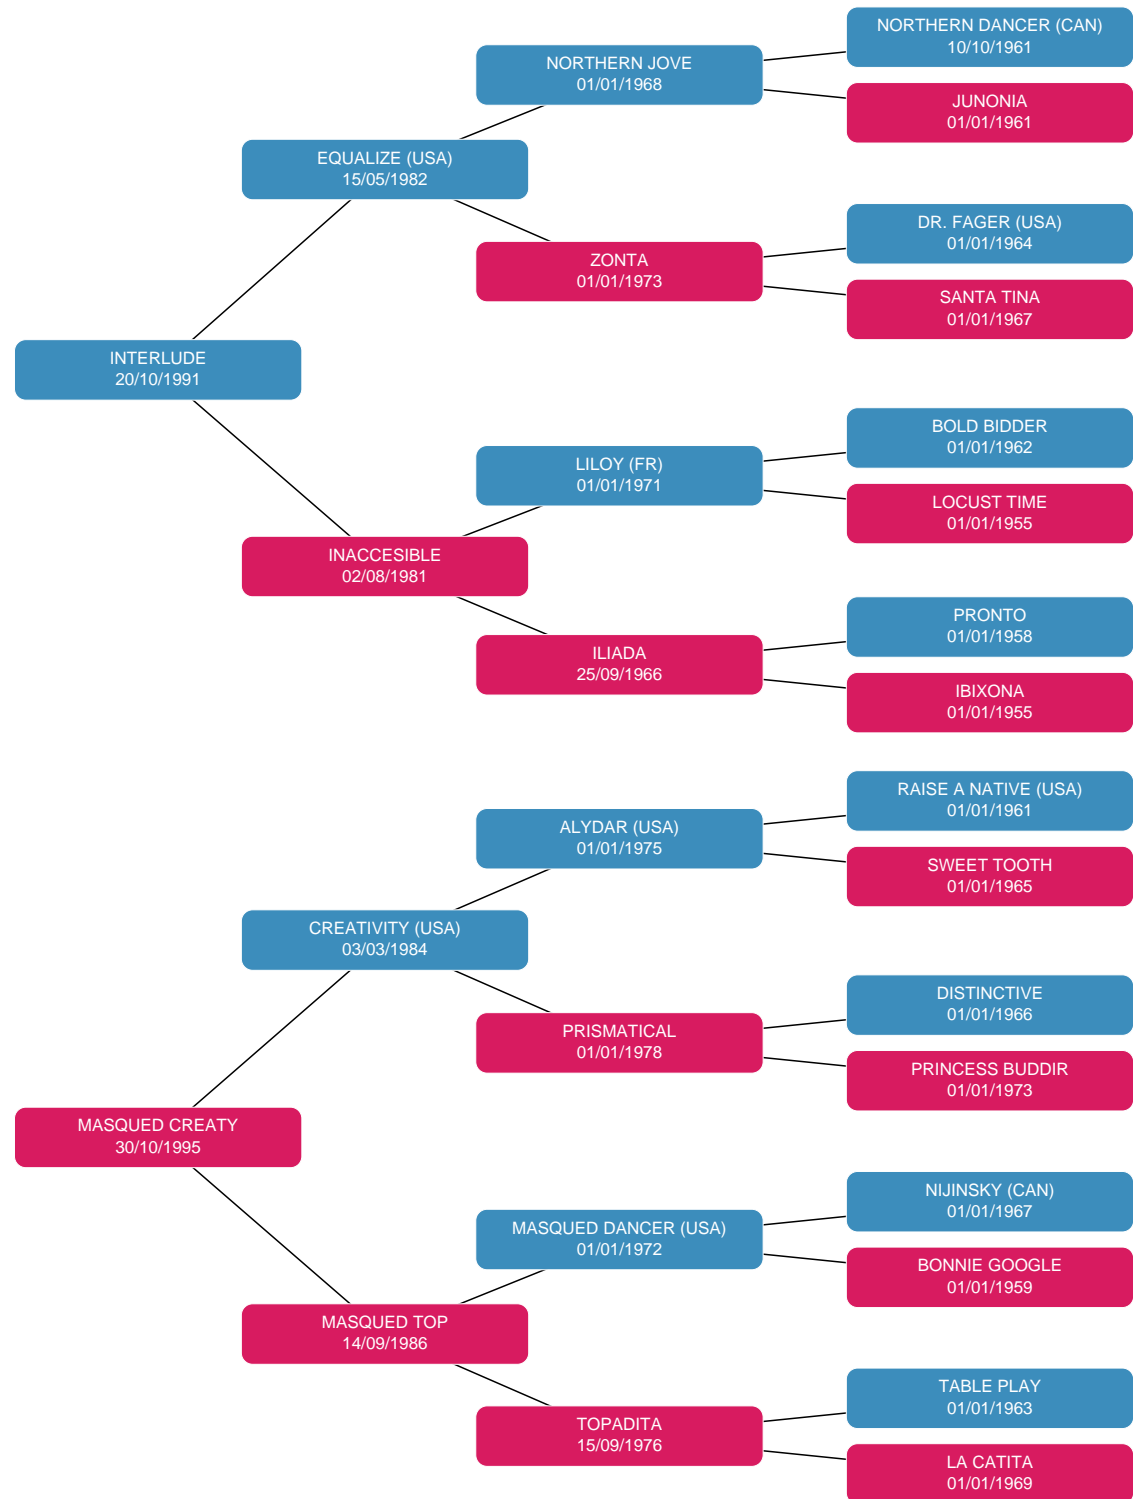 NORTHERN DANCER (CAN)
10/10/1961
NORTHERN JOVE
01/01/1968
JUNONIA
01/01/1961
EQUALIZE (USA)
15/05/1982
DR. FAGER (USA)
01/01/1964
ZONTA
01/01/1973
SANTA TINA
01/01/1967
INTERLUDE
20/10/1991
BOLD BIDDER
01/01/1962
LILOY (FR)
01/01/1971
LOCUST TIME
01/01/1955
INACCESIBLE
02/08/1981
PRONTO
01/01/1958
ILIADA
25/09/1966
IBIXONA
01/01/1955
RAISE A NATIVE (USA)
01/01/1961
ALYDAR (USA)
01/01/1975
SWEET TOOTH
01/01/1965
CREATIVITY (USA)
03/03/1984
DISTINCTIVE
01/01/1966
PRISMATICAL
01/01/1978
PRINCESS BUDDIR
01/01/1973
MASQUED CREATY
30/10/1995
NIJINSKY (CAN)
01/01/1967
MASQUED DANCER (USA)
01/01/1972
BONNIE GOOGLE
01/01/1959
MASQUED TOP
14/09/1986
TABLE PLAY
01/01/1963
TOPADITA
15/09/1976
LA CATITA
01/01/1969